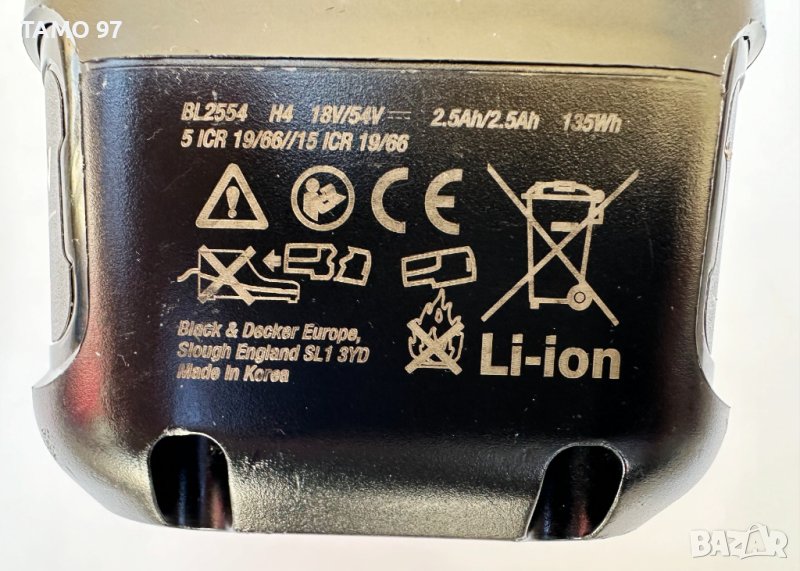 TAMO 97
BL2554 H4 18V/54V⎓ 2.5Ah/2.5Ah 135Wh
5 ICR 19/66//15 ICR 19/66
CE
Black & Decker Europe,
Slough England SL1 3YD
Made in Korea
Li-ion
BAZAR